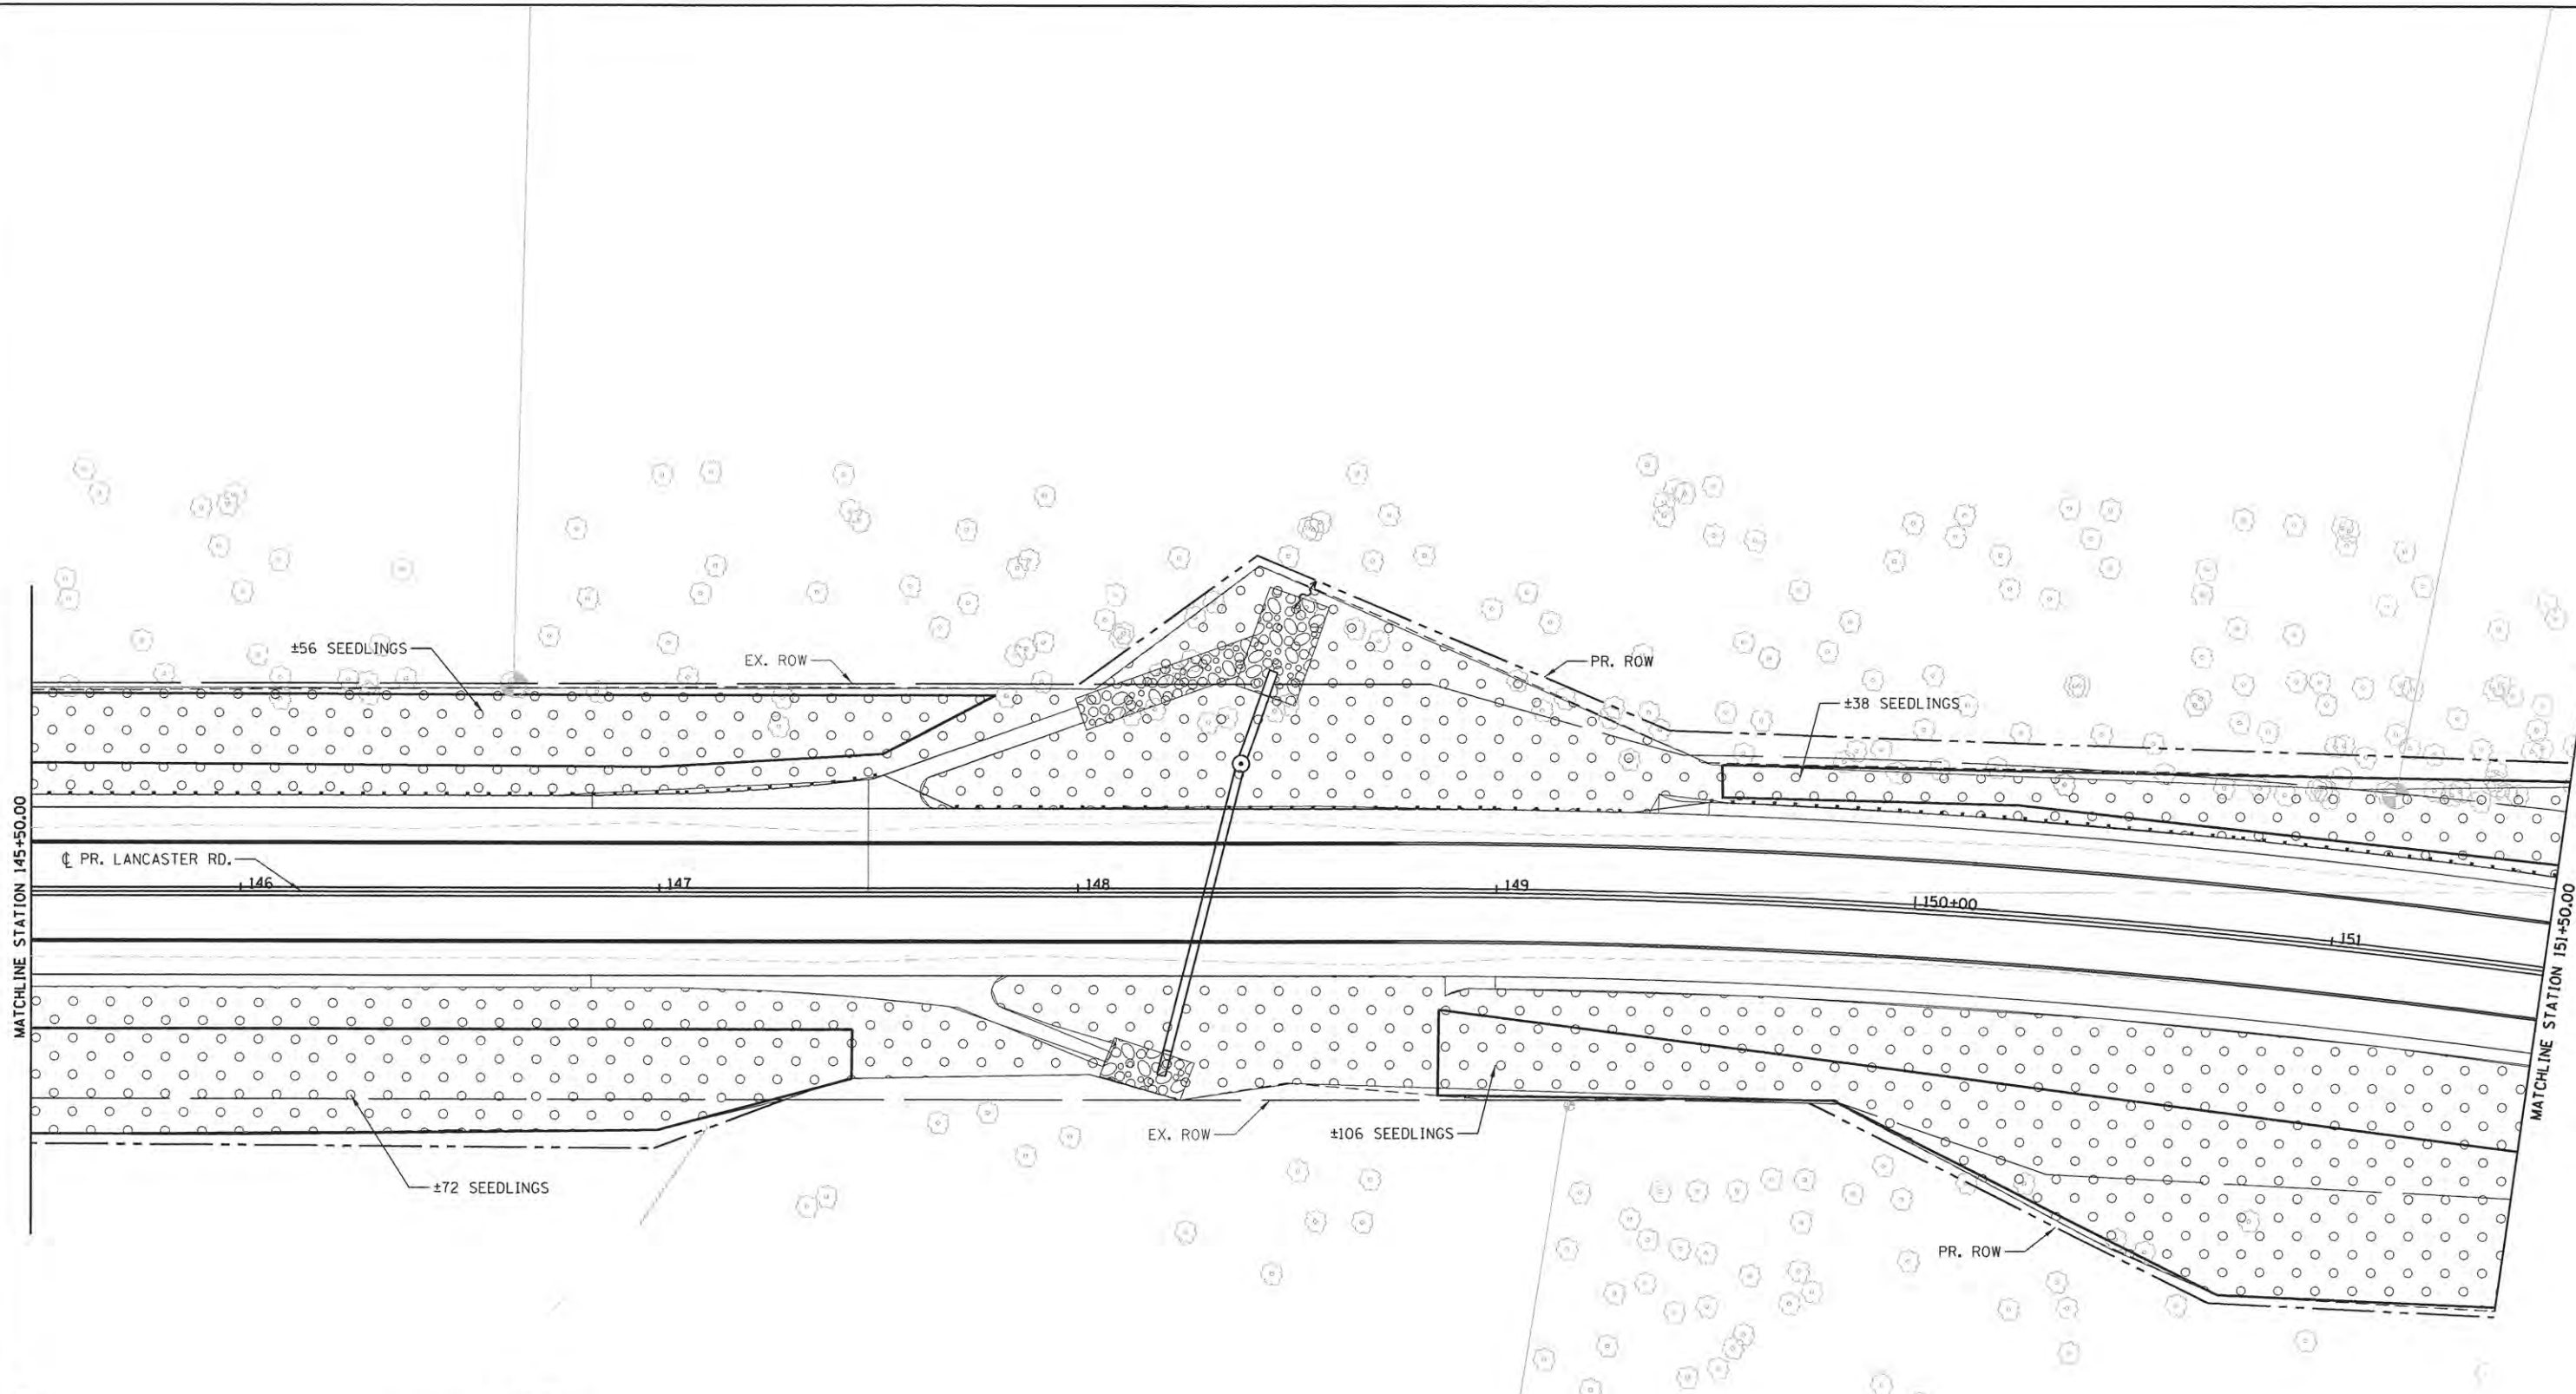 ±56 SEEDLINGS
EX. ROW
PR. ROW
±38 SEEDLINGS
MATCHLINE STATION 145+50.00
℄ PR. LANCASTER RD.
146
147
148
149
150+00
151
MATCHLINE STATION 151+50.00
EX. ROW
±106 SEEDLINGS
±72 SEEDLINGS
PR. ROW